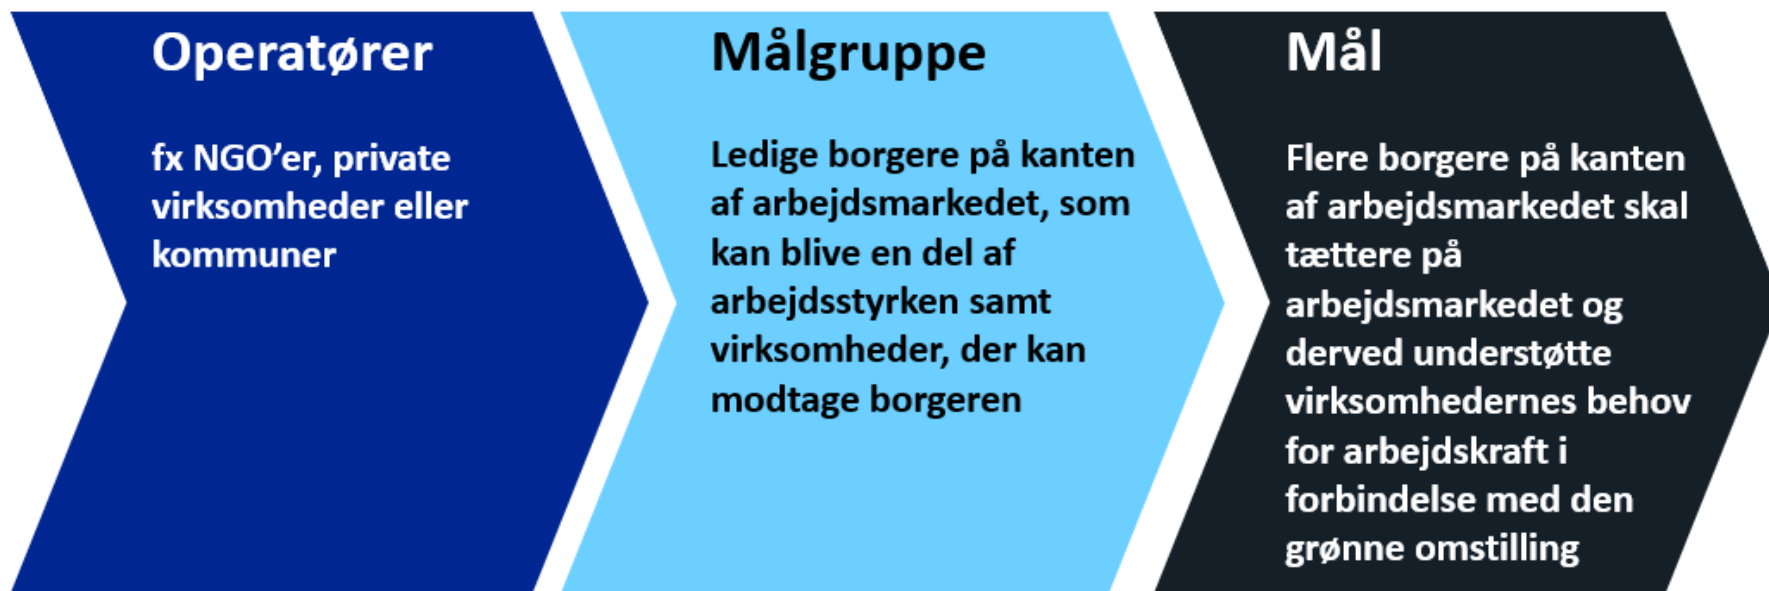 Operatører
fx NGO’er, private
virksomheder eller
kommuner
Målgruppe
Ledige borgere på kanten
af arbejdsmarkedet, som
kan blive en del af
arbejdsstyrken samt
virksomheder, der kan
modtage borgeren
Mål
Flere borgere på kanten
af arbejdsmarkedet skal
tættere på
arbejdsmarkedet og
derved understøtte
virksomhedernes behov
for arbejdskraft i
forbindelse med den
grønne omstilling